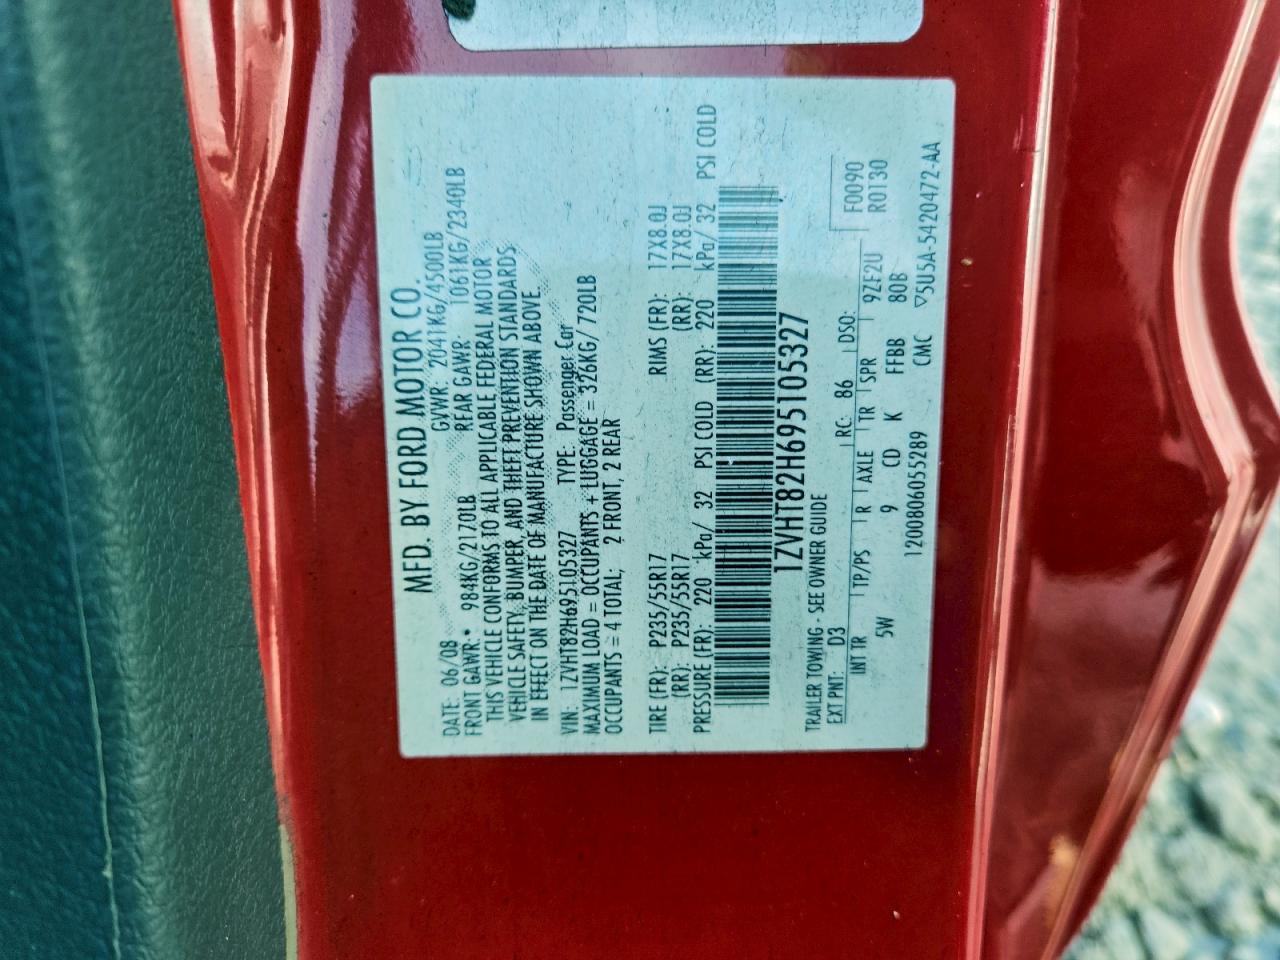 MFD. BY FORD MOTOR CO.
DATE: 06/08 GVWR: 2041KG/4500LB
FRONT GAWR: 984KG/2170LB REAR GAWR: 1061KG/2340LB
THIS VEHICLE CONFORMS TO ALL APPLICABLE FEDERAL MOTOR
VEHICLE SAFETY, BUMPER, AND THEFT PREVENTION STANDARDS
IN EFFECT ON THE DATE OF MANUFACTURE SHOWN ABOVE.
VIN: 1ZVHT82H695105327 TYPE: Passenger Car
MAXIMUM LOAD = OCCUPANTS + LUGGAGE = 326KG/ 720LB
OCCUPANTS = 4 TOTAL; 2 FRONT, 2 REAR
TIRE (FR): P235/55R17 RIMS (FR): 17X8.0J
(RR): P235/55R17 (RR): 17X8.0J
PRESSURE (FR): 220 kPa/ 32 PSI COLD (RR): 220 kPa/ 32 PSI COLD
1ZVHT82H695105327
TRAILER TOWING - SEE OWNER GUIDE
EXT PNT: D3 RC: 86 DSO: F0090
R0130
INT TR TP/PS R AXLE TR SPR 9ZF2U
5W 9 CD K FFBB 80B
1200806055289 CMC ▽5U5A-5420472-AA